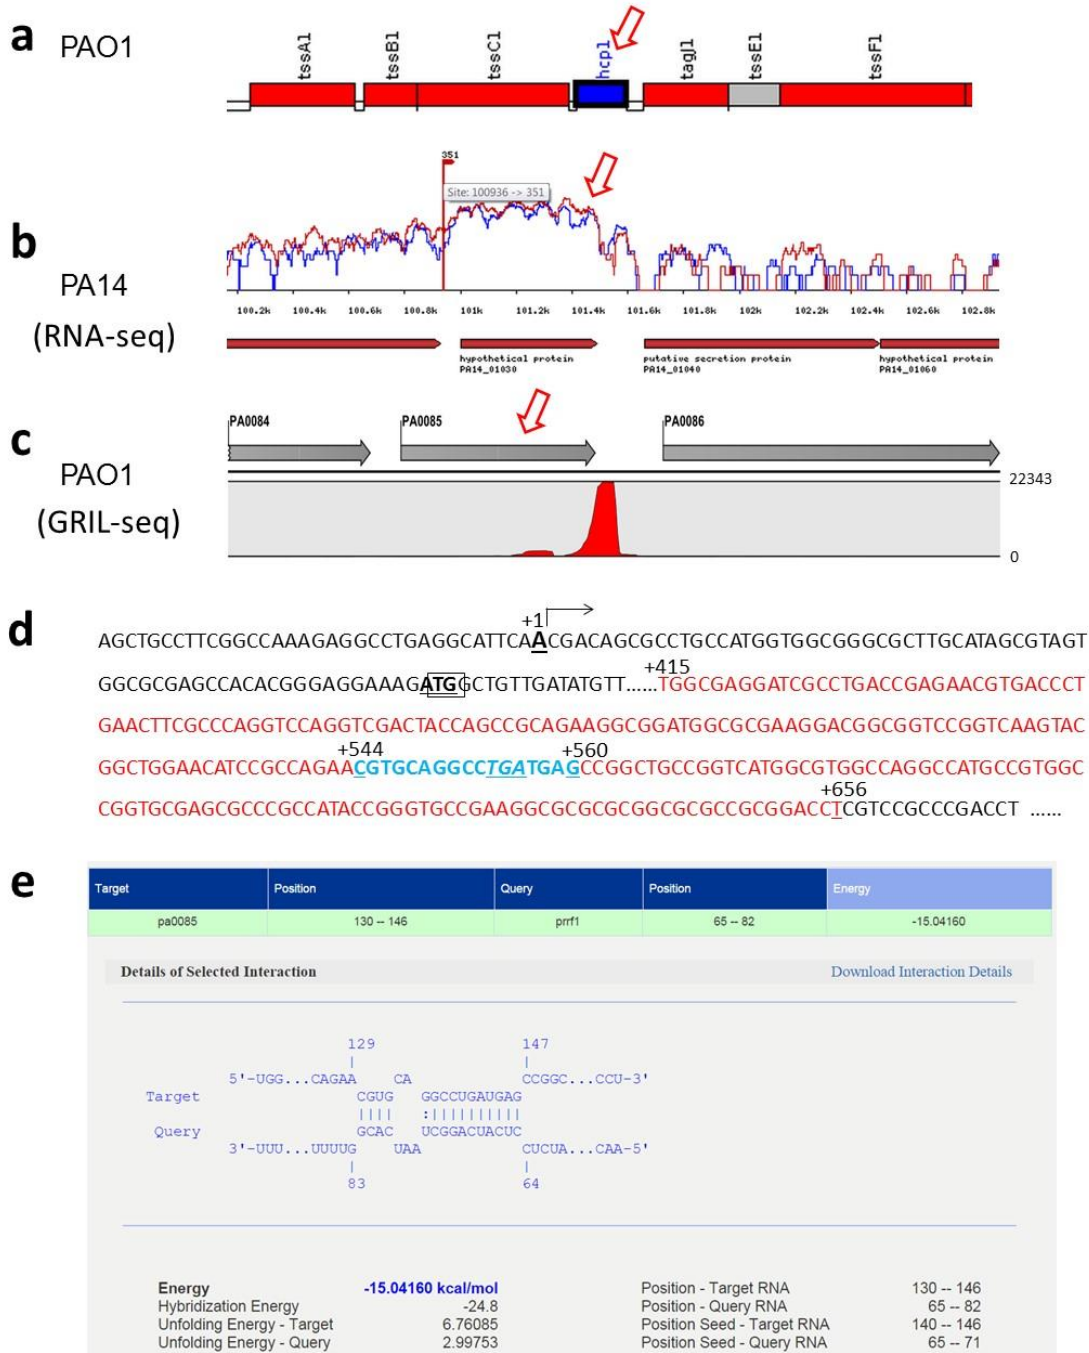 a PAO1
tssA1 tssB1 tssC1 hcp1 tagJ1 tssE1 tssF1
351
Site: 100936 -> 351
b
PA14
(RNA-seq)
100.2k 100.4k 100.6k 100.8k 101k 101.2k 101.4k 101.6k 101.8k 102k 102.2k 102.4k 102.6k 102.8k
hypothetical protein putative secretion protein hypothetical protein
PA14_01030 PA14_01040 PA14_01060
c
PA0084 PA0085 PA0086
PAO1
(GRIL-seq)
22343
0
d
+1
AGCTGCCTTCGGCCAAAGAGGCCTGAGGCATTCAACGACAGCGCCTGCCATGGTGGCGGGCGCTTGCATAGCGTAGT
+415
GGCGCGAGCCACACGGGAGGAAAGATGGCTGTTGATATGTT......TGGCGAGGATCGCCTGACCGAGAACGTGACCCT
GAACTTCGCCCAGGTCCAGGTCGACTACCAGCCGCAGAAGGCGGATGGCGCGAAGGACGGCGGTCCGGTCAAGTAC
+544 +560
GGCTGGAACATCCGCCAGAACGTGCAGGCCTGATGAGCCGGCTGCCGGTCATGGCGTGGCCAGGCCATGCCGTGGC
+656
CGGTGCGAGCGCCCGCCATACCGGGTGCCGAAGGCGCGCGCGGCGCGCCGCGGACCTCGTCCGCCCGACCT ......
e
Target Position Query Position Energy
pa0085 130 -- 146 prrf1 65 -- 82 -15.04160
Details of Selected Interaction Download Interaction Details
129 147
| |
5'-UGG...CAGAA CA CCGGC...CCU-3'
Target CGUG GGCCUGAUGAG
|||| :||||||||||
Query GCAC UCGGACUACUC
3'-UUU...UUUUG UAA CUCUA...CAA-5'
| |
83 64
Energy -15.04160 kcal/mol Position - Target RNA 130 -- 146
Hybridization Energy -24.8 Position - Query RNA 65 -- 82
Unfolding Energy - Target 6.76085 Position Seed - Target RNA 140 -- 146
Unfolding Energy - Query 2.99753 Position Seed - Query RNA 65 -- 71